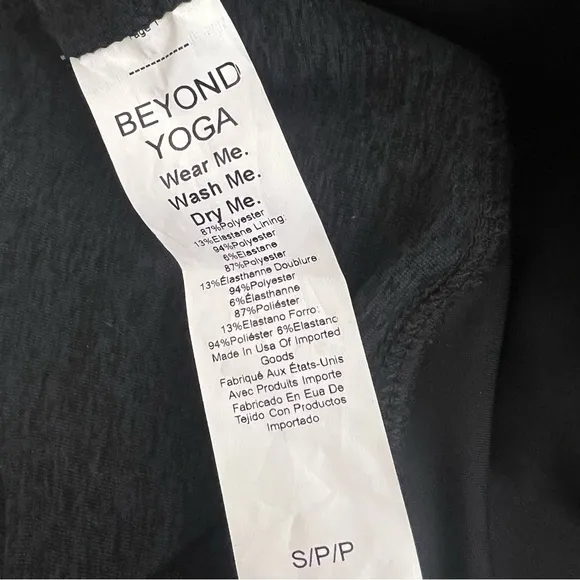 Page 1
------------
BEYOND
YOGA
Wear Me.
Wash Me.
Dry Me.
87%Polyester
13%Elastane Lining:
94%Polyester
6%Elastane
87%Polyester
13%Élasthanne Doublure
94%Polyester
6%Élasthanne
87%Poliéster
13%Elastano Forro:
94%Poliéster 6%Elastano
Made In Usa Of Imported
Goods
Fabriqué Aux États-Unis
Avec Produits Importe
Fabricado En Eua De
Tejido Con Productos
Importado
S/P/P